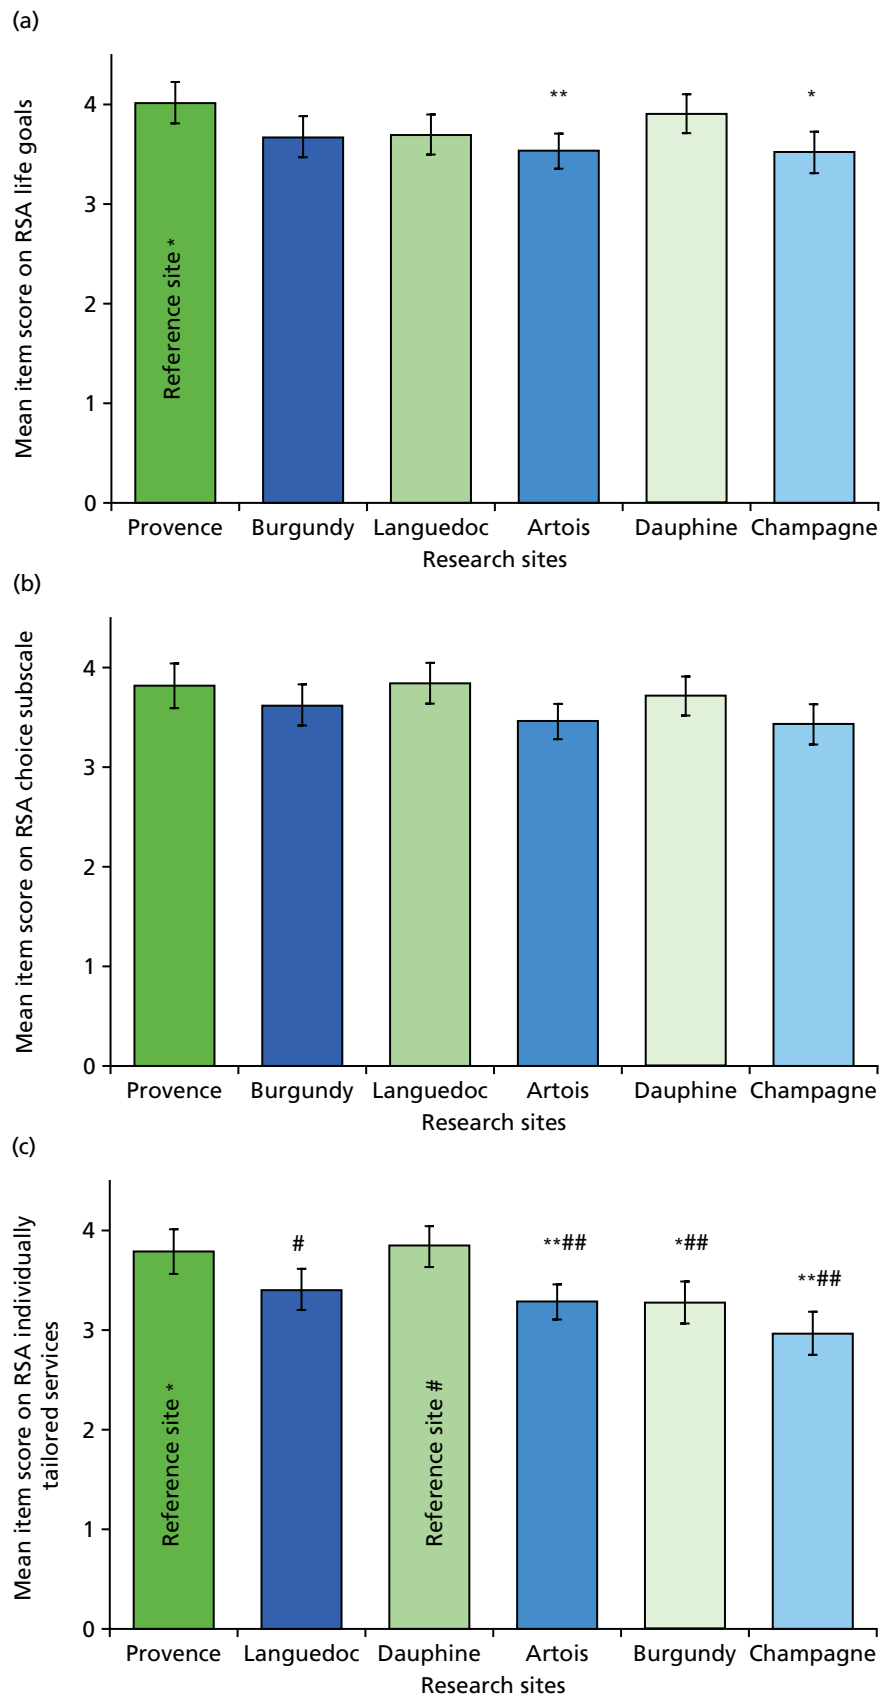 (a)
Mean item score on RSA life goals
4
3
2
1
0
**
*
Reference site *
Provence Burgundy Languedoc Artois Dauphine Champagne
Research sites
(b)
Mean item score on RSA choice subscale
4
3
2
1
0
Provence Burgundy Languedoc Artois Dauphine Champagne
Research sites
(c)
Mean item score on RSA individually
tailored services
4
3
2
1
0
#
**##
*##
**##
Reference site *
Reference site #
Provence Languedoc Dauphine Artois Burgundy Champagne
Research sites